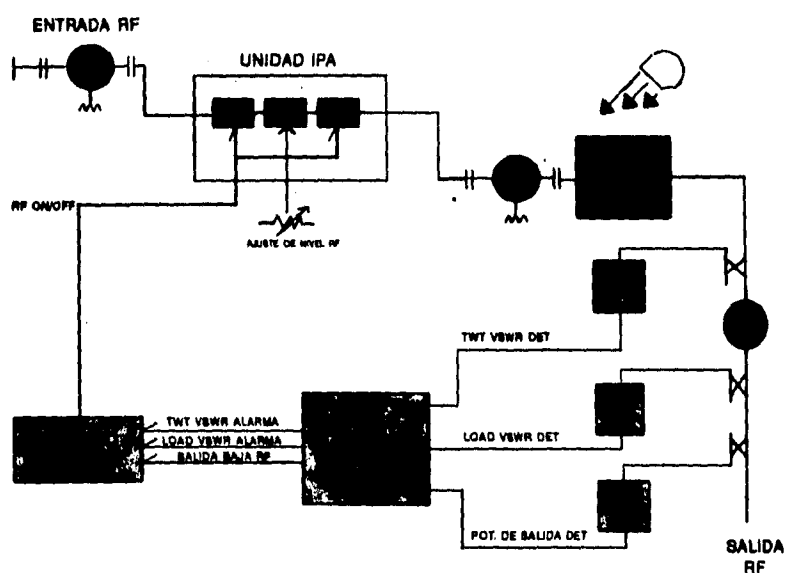 ENTRADA RF
UNIDAD IPA
RF ON/OFF
AJUSTE DE NIVEL RF
TWT VSWR DET
TWT VSWR ALARMA
LOAD VSWR ALARMA
SALIDA BAJA RF
LOAD VSWR DET
POT. DE SALIDA DET
SALIDA
RF